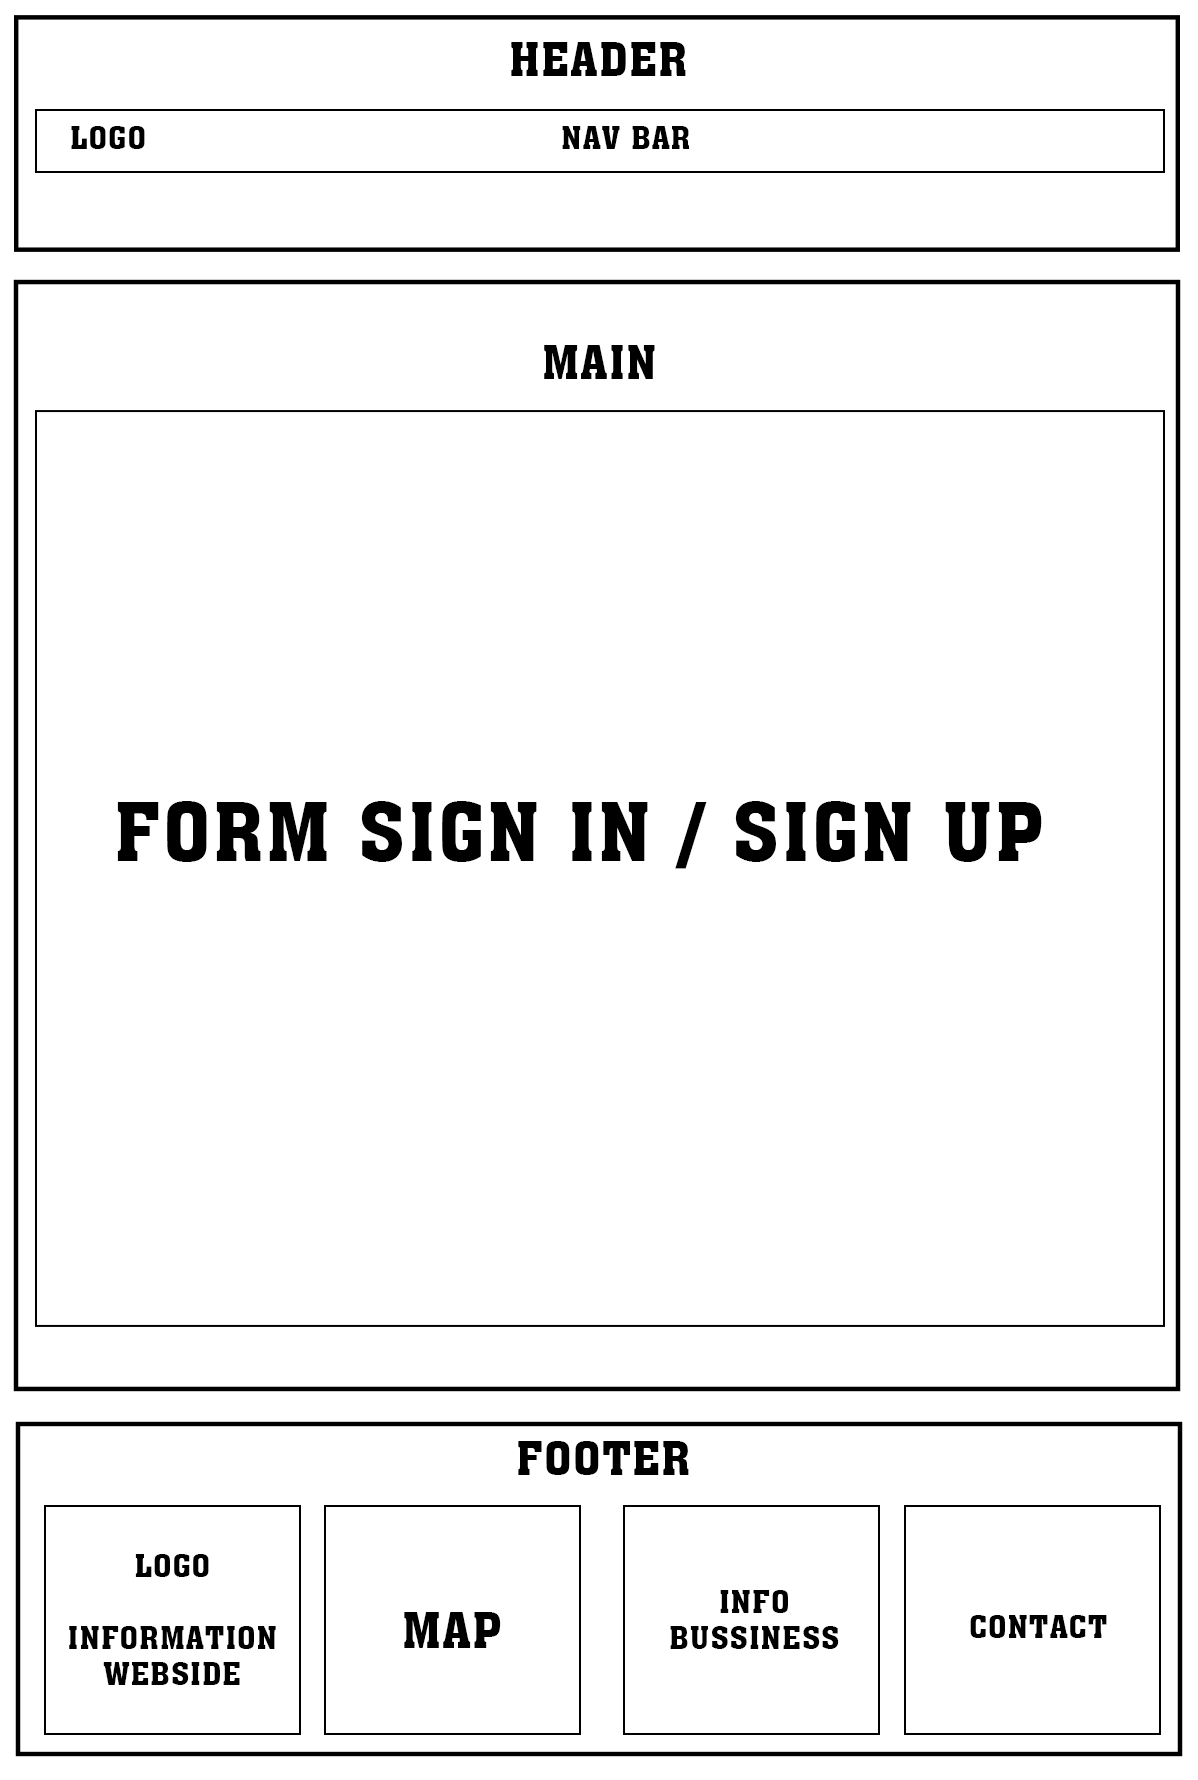 HEADER
LOGO
NAV BAR
MAIN
FORM SIGN IN / SIGN UP
FOOTER
LOGO
INFORMATION
WEBSIDE
MAP
INFO
BUSSINESS
CONTACT